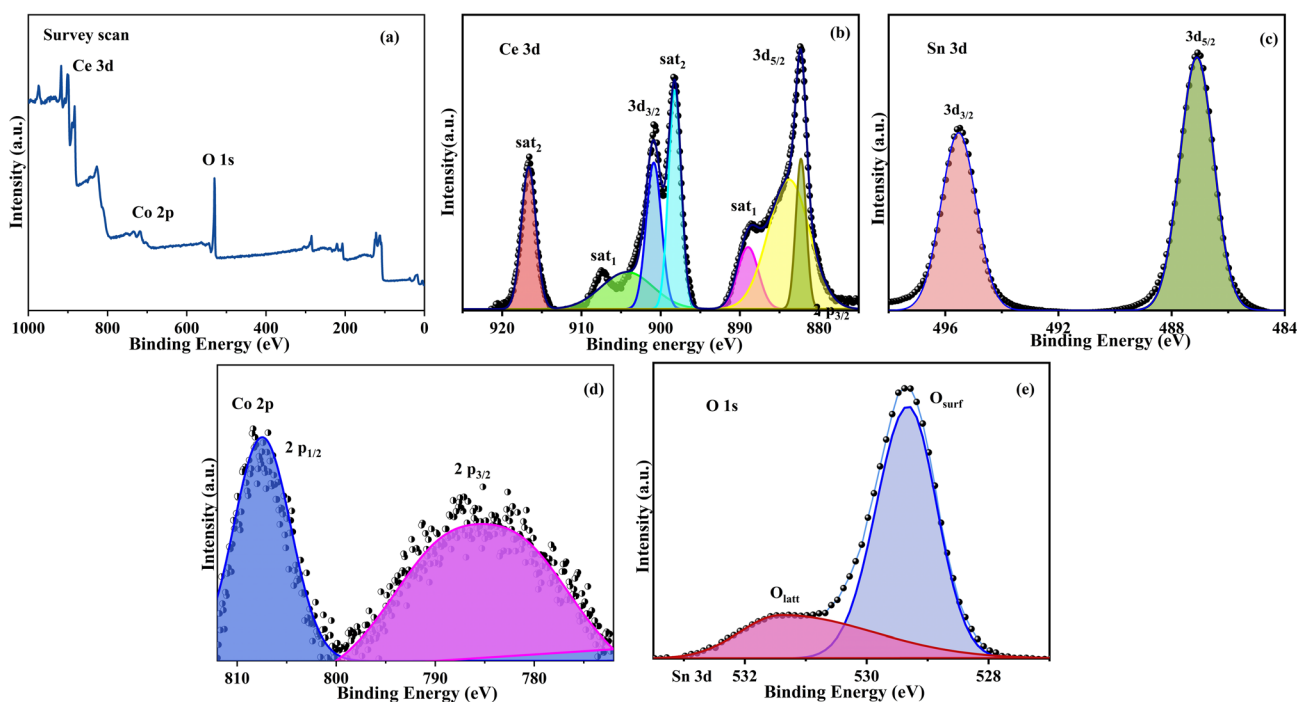 Survey scan
(a)
Ce 3d
O 1s
Co 2p
Intensity (a.u.)
1000 800 600 400 200 0
Binding Energy (eV)
Ce 3d
(b)
sat₂
sat₁
3d₃/₂
sat₂
sat₁
3d₅/₂
2 p₃/₂
Intensity(a.u.)
920 910 900 890 880
Binding energy (eV)
Sn 3d
(c)
3d₃/₂
3d₅/₂
Intensity (a.u.)
496 492 488 484
Binding Energy (eV)
Co 2p
(d)
2 p₁/₂
2 p₃/₂
Intensity (a.u.)
810 800 790 780
Binding Energy (eV)
O 1s
(e)
O_surf
O_latt
Intensity (a.u.)
Sn 3d
532 530 528
Binding Energy (eV)